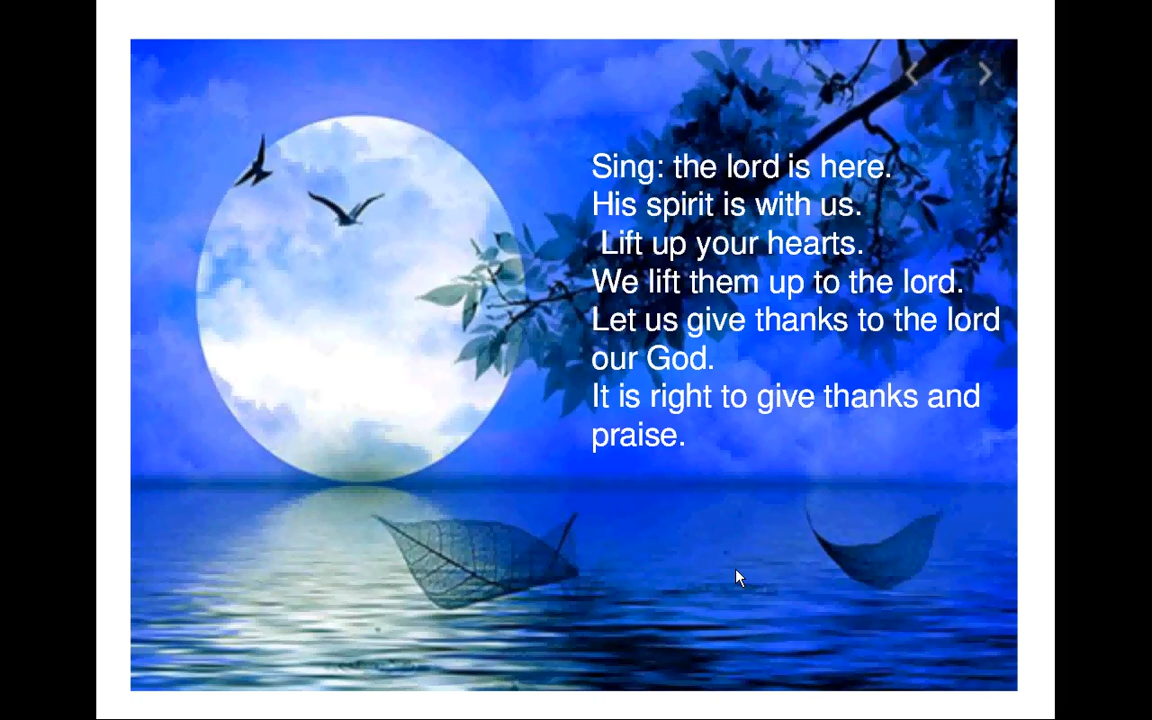 Sing: the lord is here.
His spirit is with us.
Lift up your hearts.
We lift them up to the lord.
Let us give thanks to the lord
our God.
It is right to give thanks and
praise.